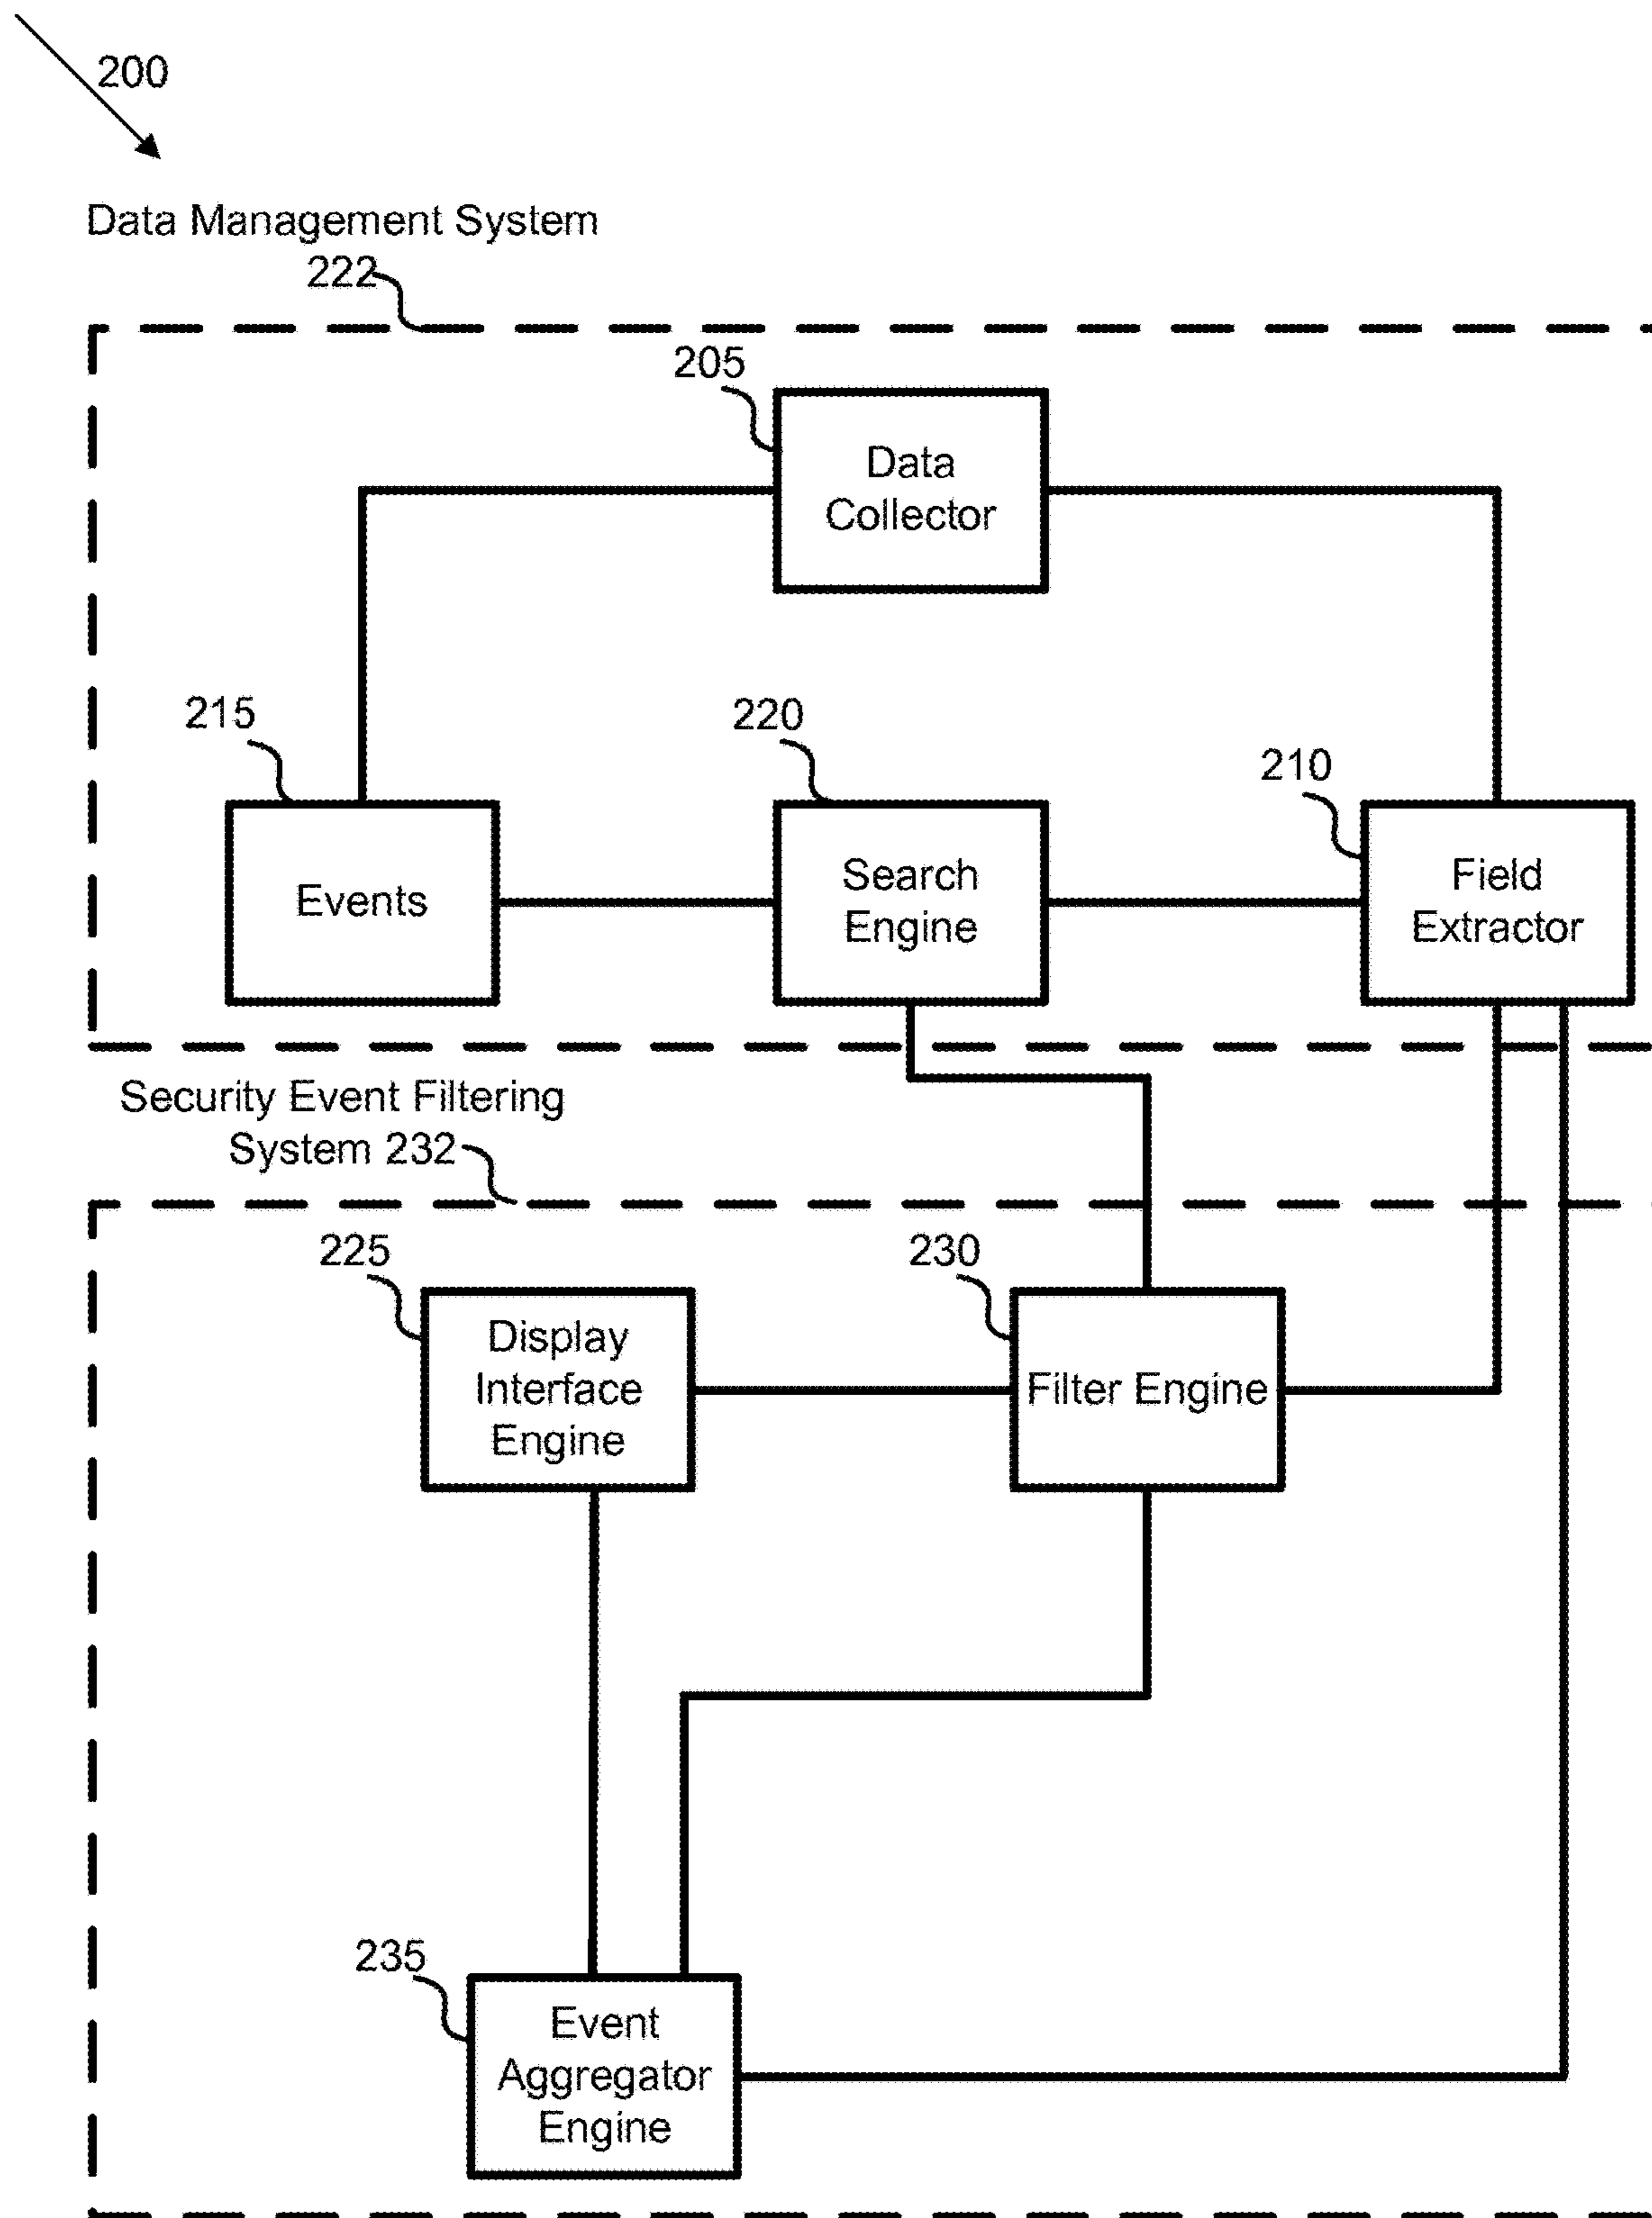 200
Data Management System
222
205
Data
Collector
215
220
210
Events
Search
Engine
Field
Extractor
Security Event Filtering
System 232
225
230
Display
Interface
Engine
Filter Engine
235
Event
Aggregator
Engine